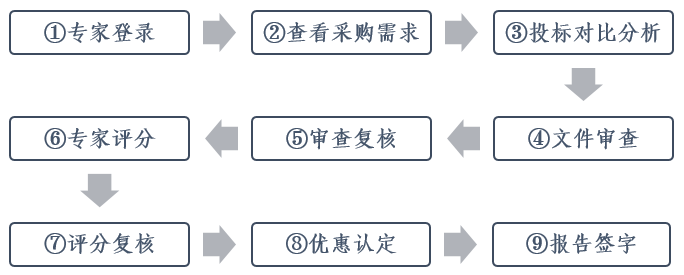 ①专家登录
②查看采购需求
③投标对比分析
④文件审查
⑤审查复核
⑥专家评分
⑦评分复核
⑧优惠认定
⑨报告签字